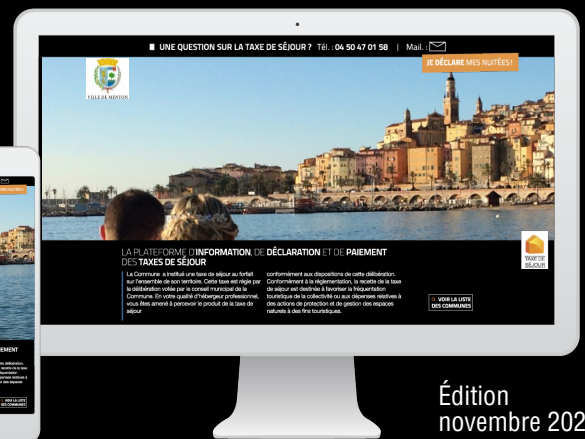 UNE QUESTION SUR LA TAXE DE SÉJOUR ? Tél. : 04 50 47 01 58 | Mail. :
JE DÉCLARE MES NUITÉES !
VILLE DE MENTON
LA PLATEFORME D'INFORMATION, DE DÉCLARATION ET DE PAIEMENT
DES TAXES DE SÉJOUR
La Commune a institué une taxe de séjour au forfait
sur l'ensemble de son territoire. Cette taxe est régie par
la délibération votée par le conseil municipal de la
Commune. En votre qualité d'hébergeur professionnel,
vous êtes amené à percevoir le produit de la taxe de
séjour
conformément aux dispositions de cette délibération.
Conformément à la réglementation, la recette de la taxe
de séjour est destinée à favoriser la fréquentation
touristique de la collectivité ou aux dépenses relatives à
des actions de protection et de gestion des espaces
naturels à des fins touristiques.
TAXE DE
SÉJOUR
VOIR LA LISTE
DES COMMUNES
IEMENT
VOIR LA LISTE
DES COMMUNES
Édition
novembre 202